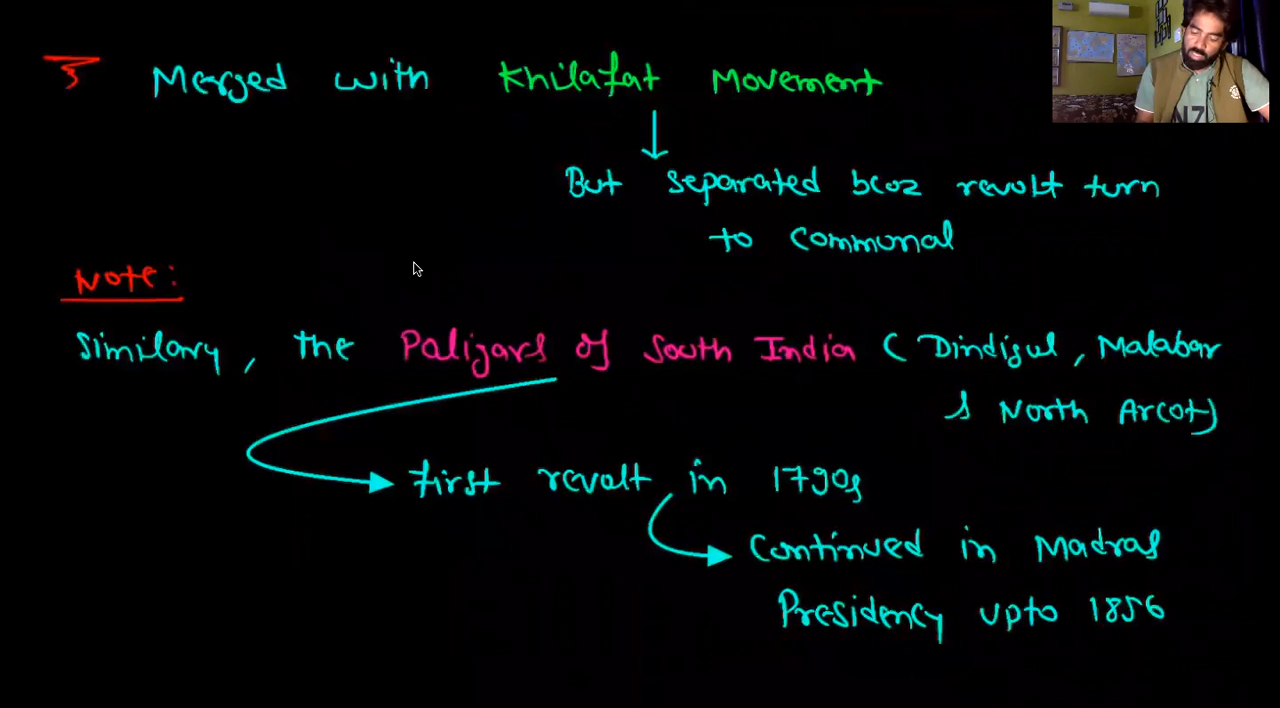 3 Merged with Khilafat Movement
But separated bcoz revolt turn
to communal
Note:
Similary, the Paligars of South India (Dindigul, Malabar
& North Arcot)
First revolt in 1790s
Continued in Madras
Presidency upto 1856
NZ